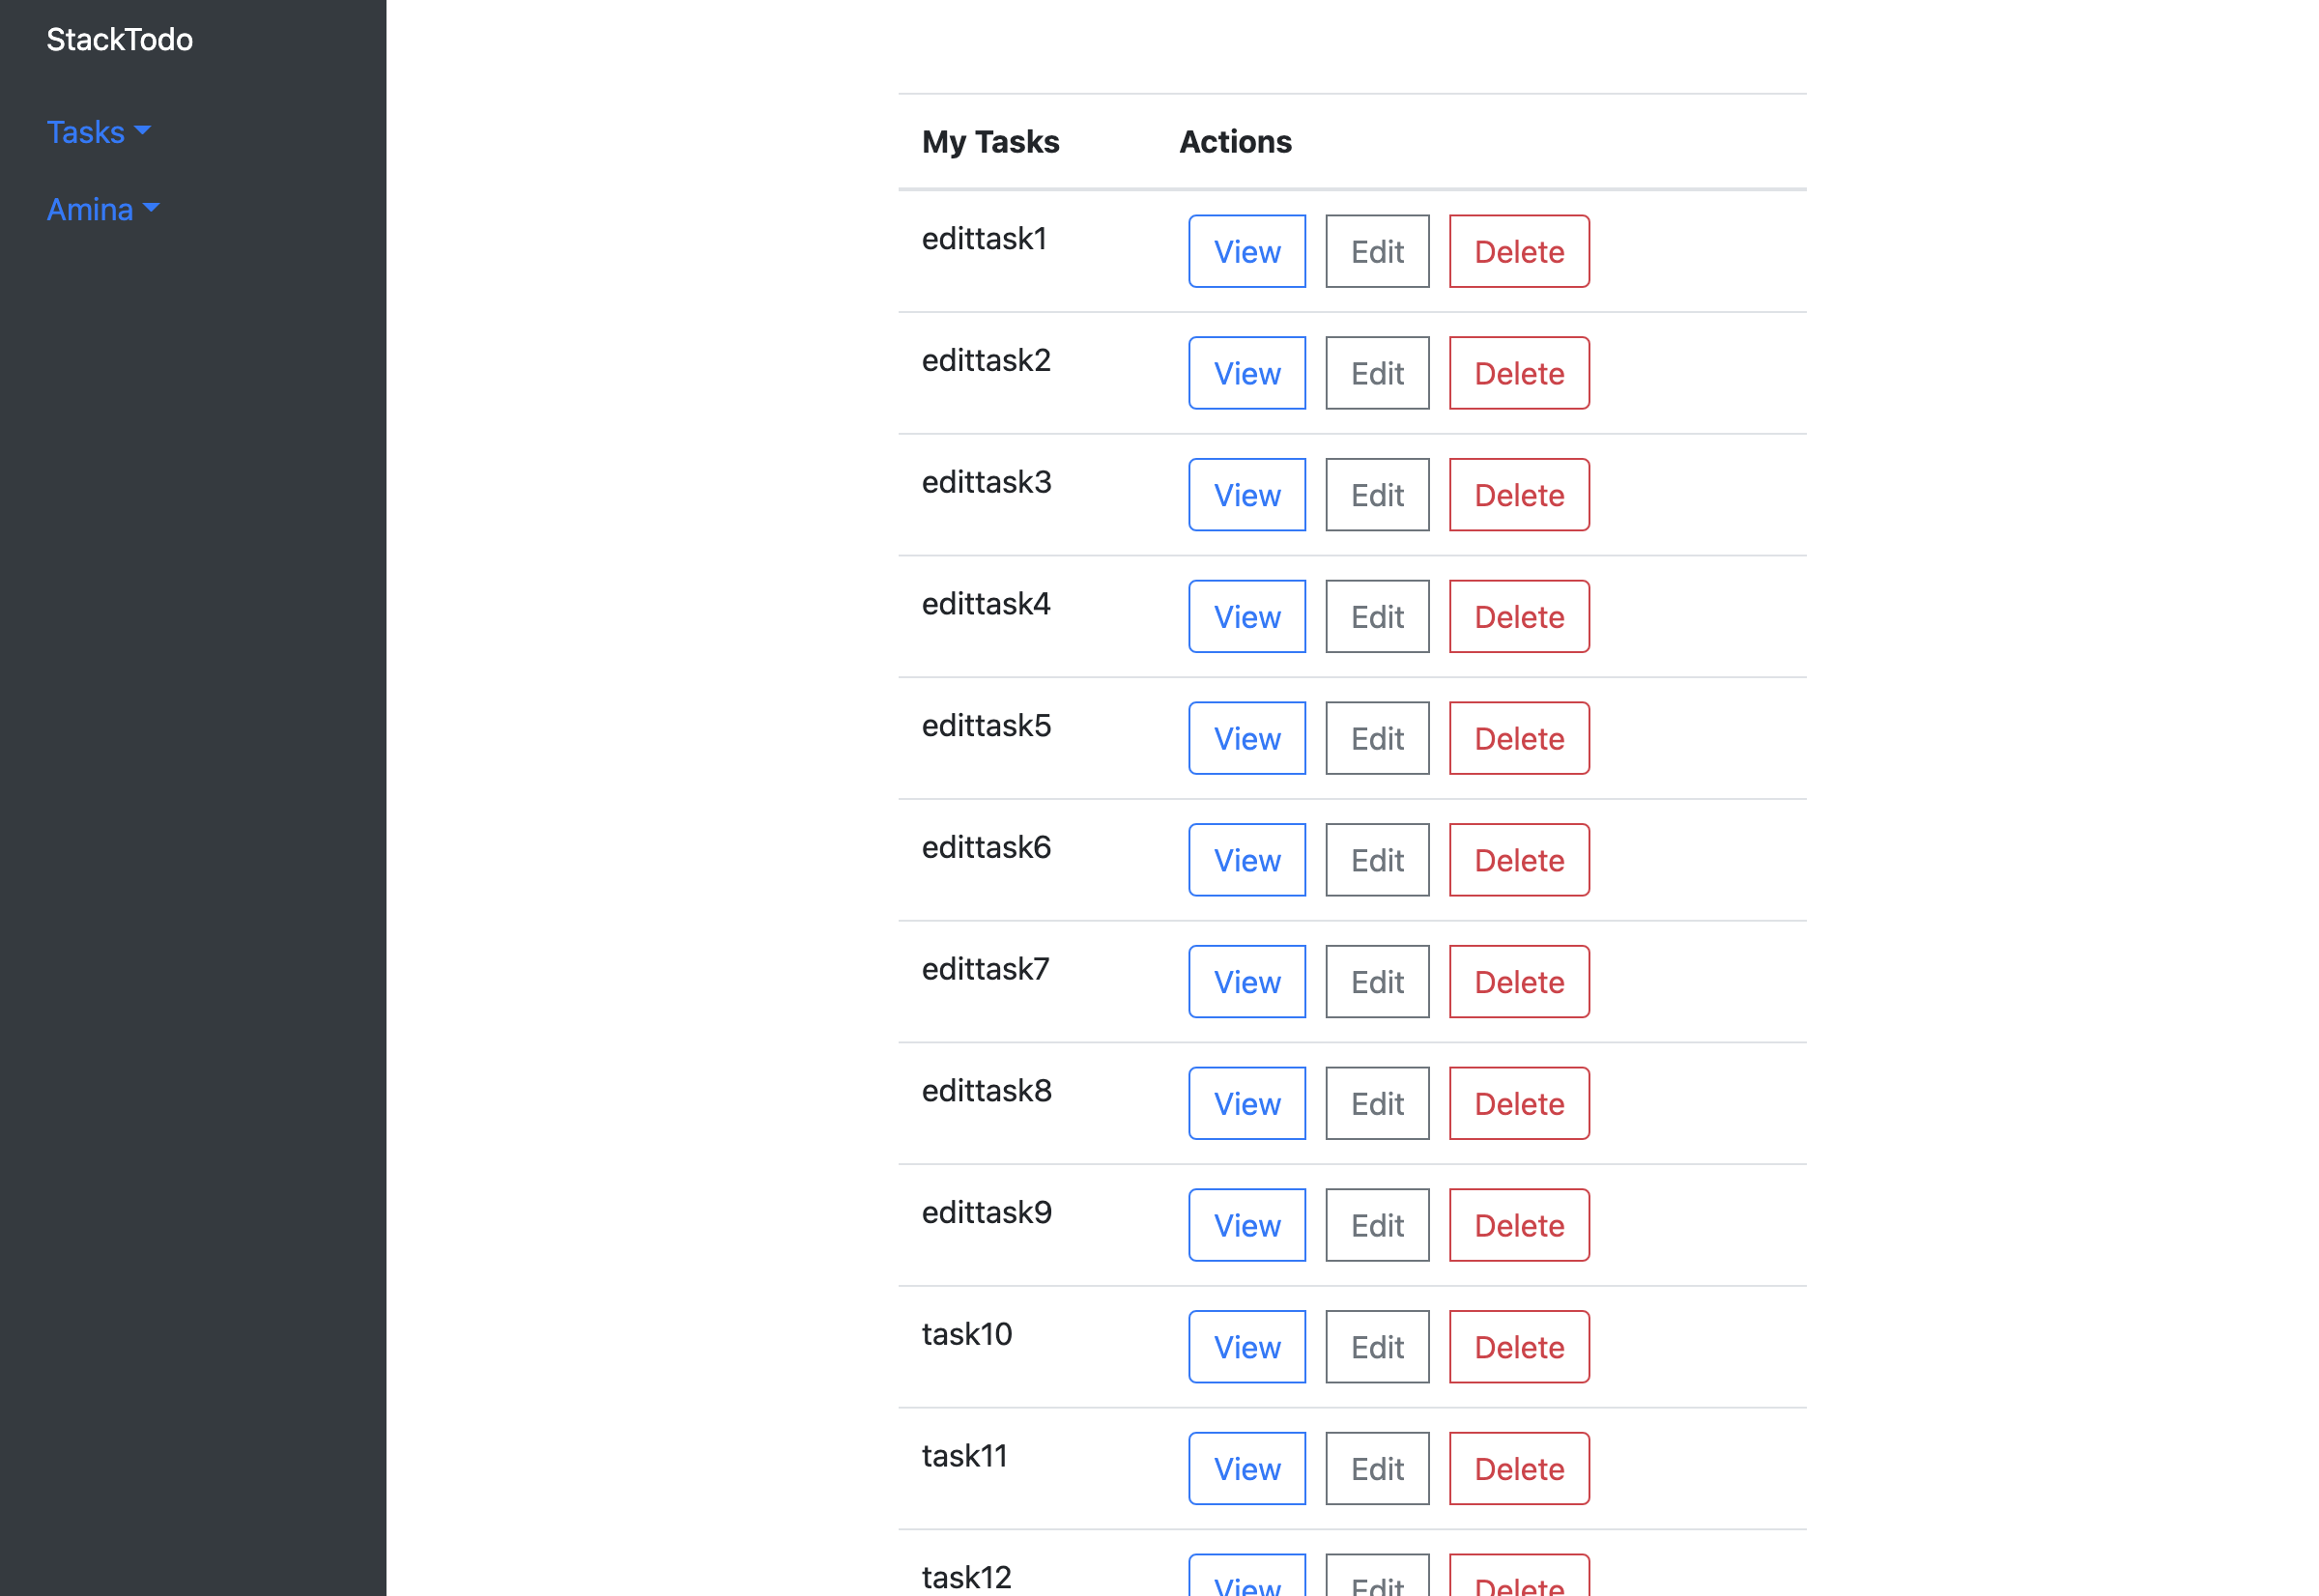 StackTodo
Tasks
Amina
My Tasks Actions
edittask1 View Edit Delete
edittask2 View Edit Delete
edittask3 View Edit Delete
edittask4 View Edit Delete
edittask5 View Edit Delete
edittask6 View Edit Delete
edittask7 View Edit Delete
edittask8 View Edit Delete
edittask9 View Edit Delete
task10 View Edit Delete
task11 View Edit Delete
task12 View Edit Delete